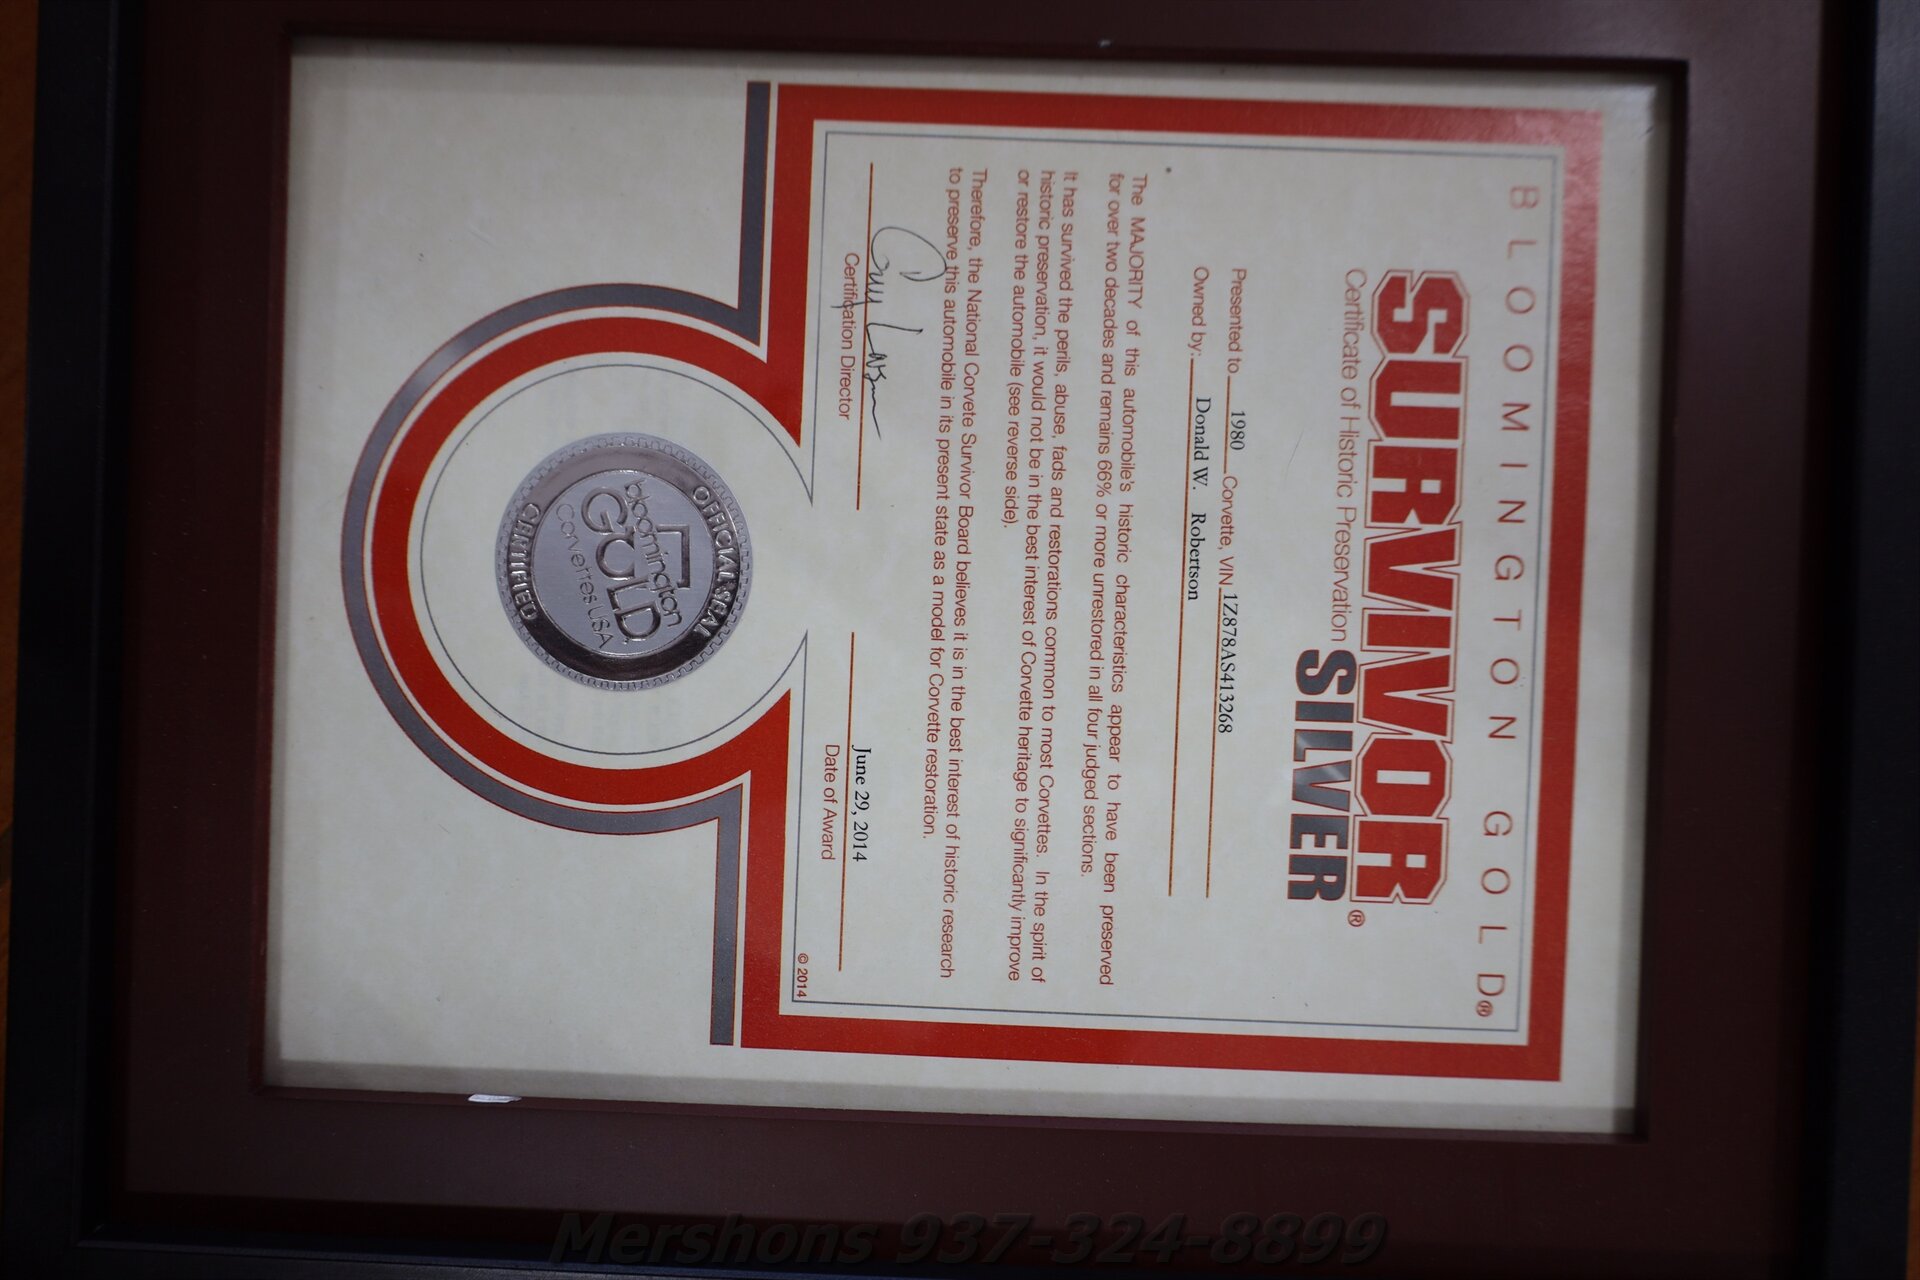 BLOOMINGTON GOLD®
SURVIVOR
Certificate of Historic Preservation SILVER®
Presented to 1980 Corvette, VIN 1Z878AS413268
Owned by: Donald W. Robertson
The MAJORITY of this automobile's historic characteristics appear to have been preserved
for over two decades and remains 66% or more unrestored in all four judged sections.
It has survived the perils, abuse, fads and restorations common to most Corvettes. In the spirit of
historic preservation, it would not be in the best interest of Corvette heritage to significantly improve
or restore the automobile (see reverse side).
Therefore, the National Corvette Survivor Board believes it is in the best interest of historic research
to preserve this automobile in its present state as a model for Corvette restoration.
June 29, 2014
Certification Director
Date of Award
© 2014
OFFICIAL SEAL
bloomington
GOLD
Corvettes USA
CERTIFIED
Mershons 937-324-8899